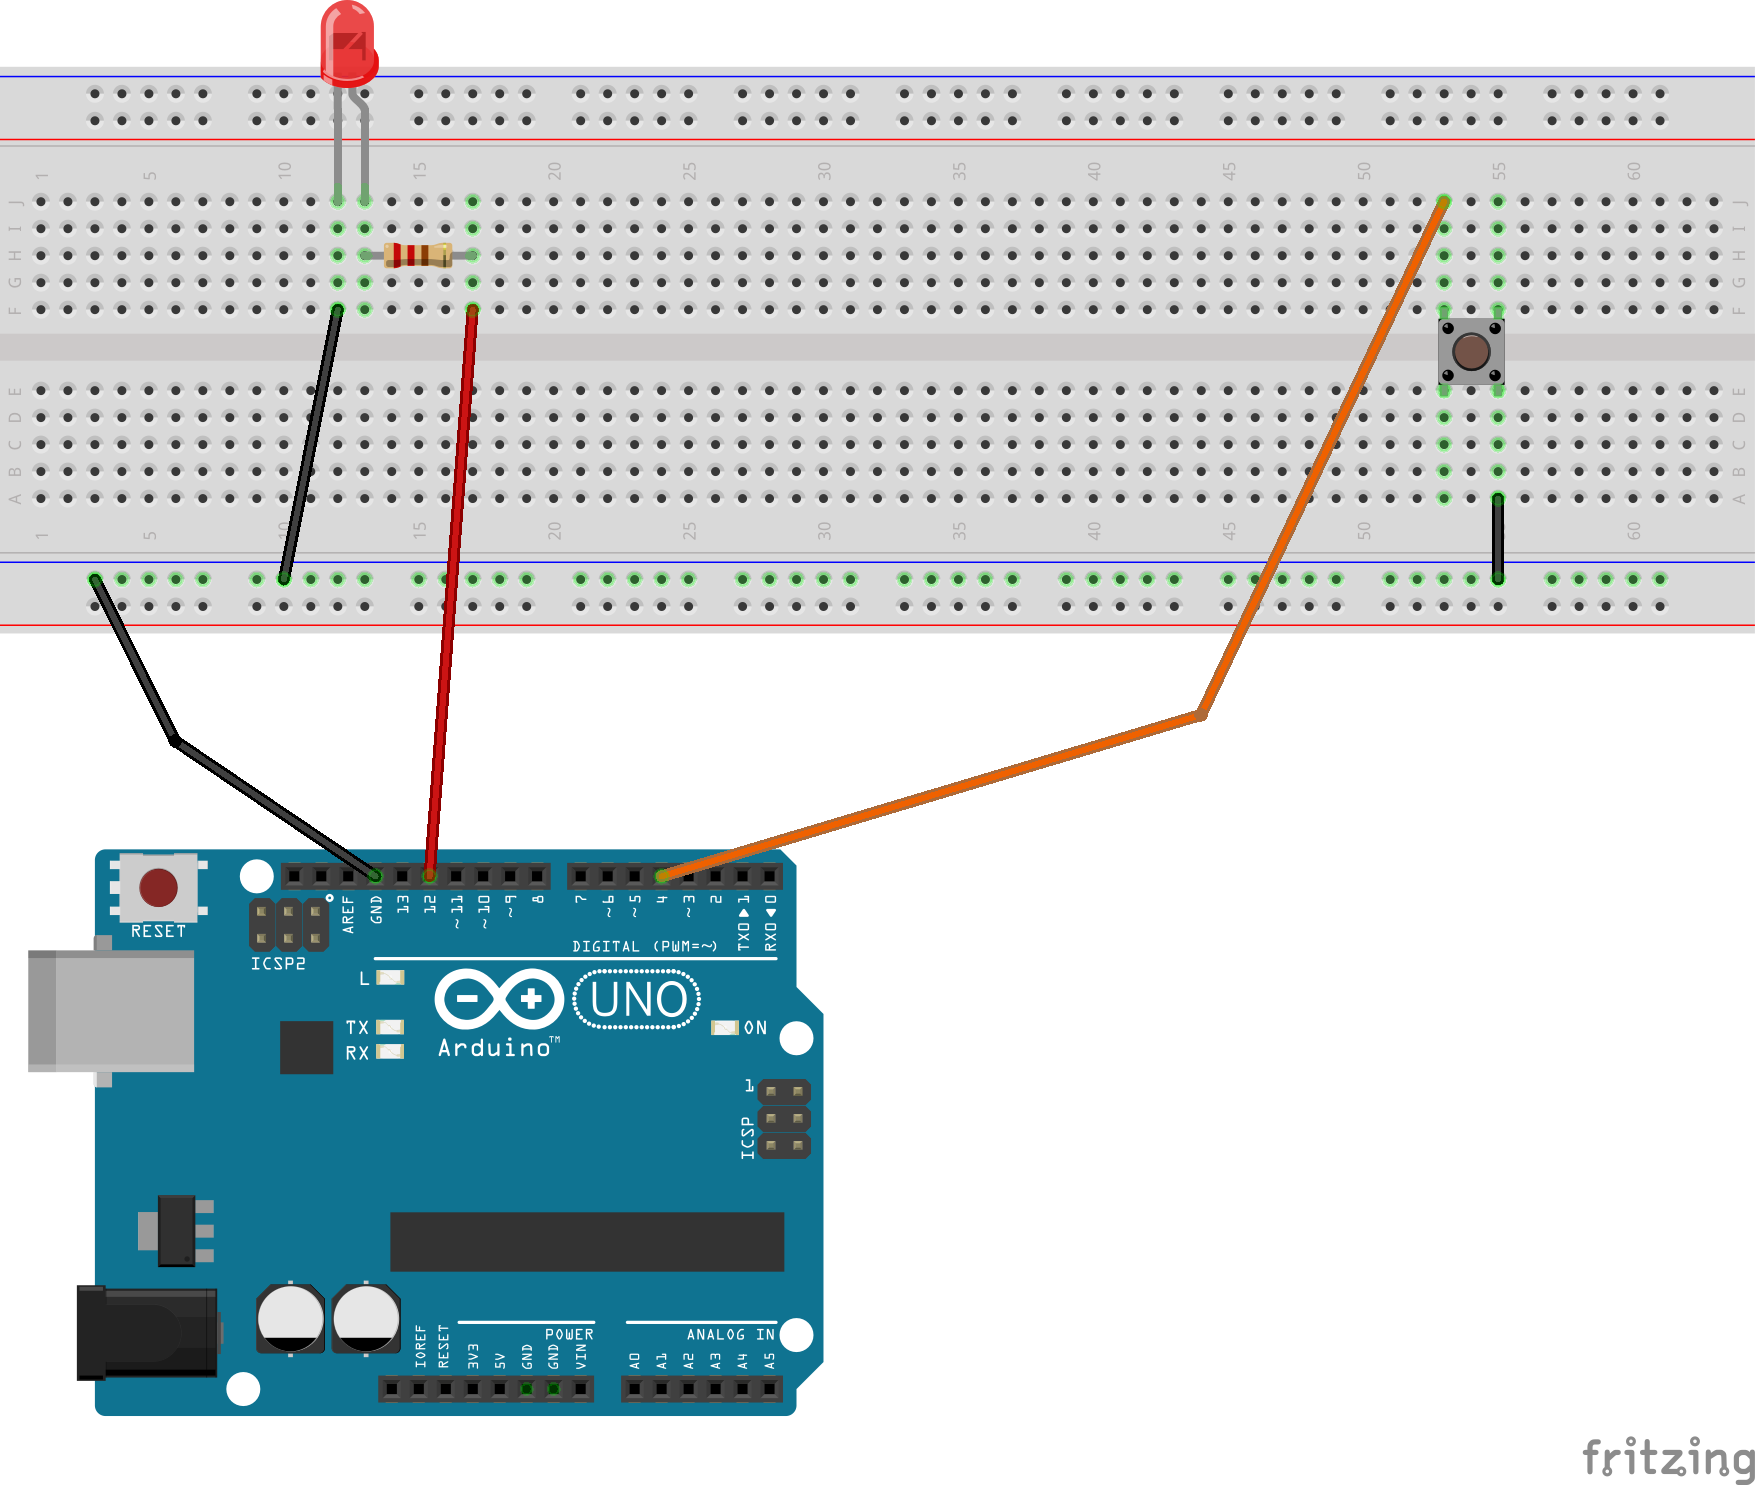 1 5 10 15 20 25 30 35 40 45 50 55 60
J J
I I
H H
G G
F F
E E
D D
C C
B B
A A
1 5 10 15 20 25 30 35 40 45 50 55 60
RESET
ICSP2
AREF GND 13 12 ~11 ~10 ~9 8 7 ~6 ~5 4 ~3 2 TX0▶1 RX0◀0
DIGITAL (PWM=~)
L
TX
RX
UNO
Arduino™
ON
1
ICSP
POWER
ANALOG IN
IOREF RESET 3V3 5V GND GND VIN A0 A1 A2 A3 A4 A5
fritzing